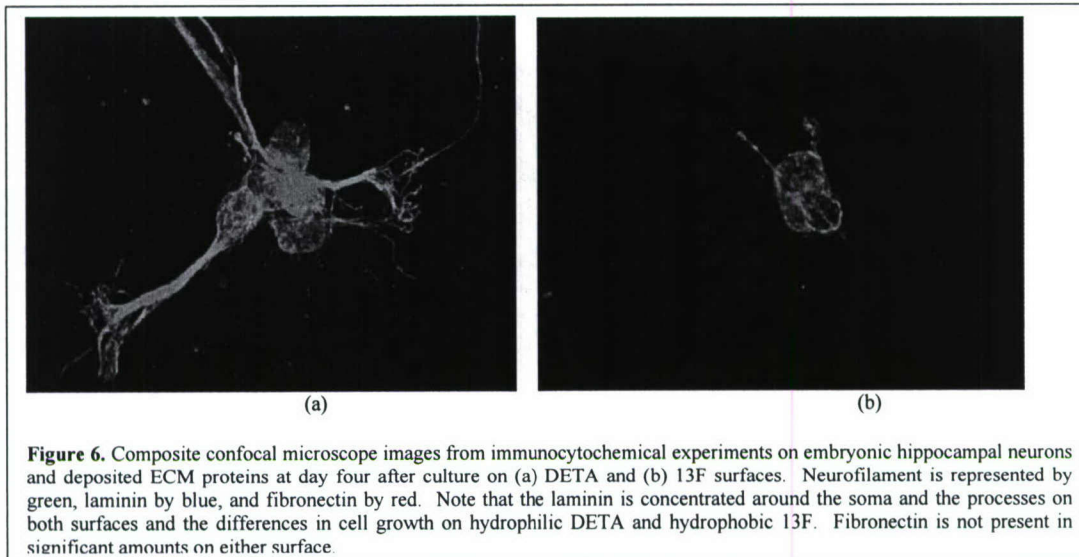 (a) (b)
Figure 6. Composite confocal microscope images from immunocytochemical experiments on embryonic hippocampal neurons
and deposited ECM proteins at day four after culture on (a) DETA and (b) 13F surfaces. Neurofilament is represented by
green, laminin by blue, and fibronectin by red. Note that the laminin is concentrated around the soma and the processes on
both surfaces and the differences in cell growth on hydrophilic DETA and hydrophobic 13F. Fibronectin is not present in
significant amounts on either surface.